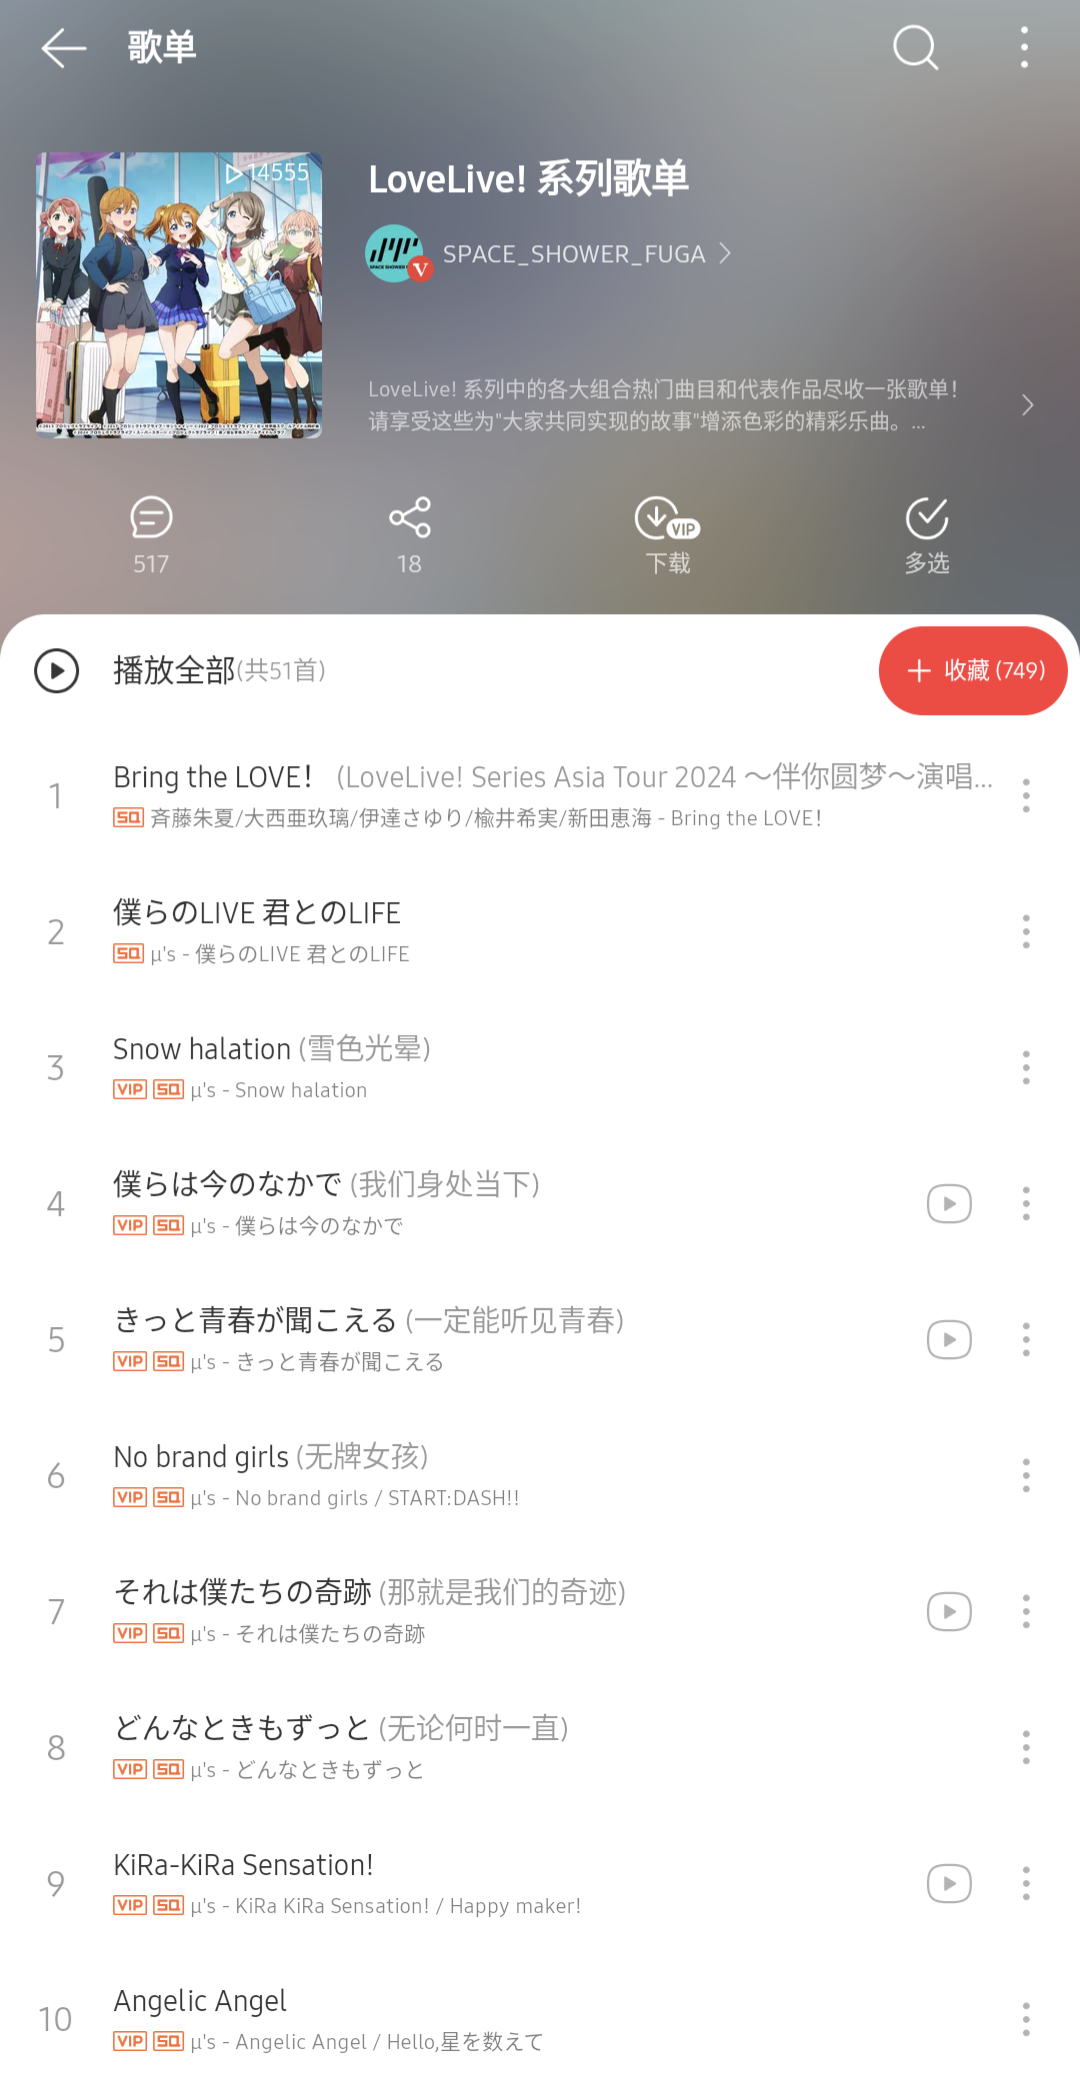 歌单
14555
LoveLive! 系列歌单
SPACE SHOWER
V
SPACE_SHOWER_FUGA
LoveLive! 系列中的各大组合热门曲目和代表作品尽收一张歌单！
请享受这些为"大家共同实现的故事"增添色彩的精彩乐曲。...
517
18
VIP
下载
多选
播放全部(共51首)
收藏 (749)
1
Bring the LOVE！ (LoveLive! Series Asia Tour 2024 ～伴你圆梦～演唱...
SQ 斉藤朱夏/大西亜玖璃/伊達さゆり/楡井希実/新田恵海 - Bring the LOVE！
2
僕らのLIVE 君とのLIFE
SQ μ's - 僕らのLIVE 君とのLIFE
3
Snow halation (雪色光晕)
VIP SQ μ's - Snow halation
4
僕らは今のなかで (我们身处当下)
VIP SQ μ's - 僕らは今のなかで
5
きっと青春が聞こえる (一定能听见青春)
VIP SQ μ's - きっと青春が聞こえる
6
No brand girls (无牌女孩)
VIP SQ μ's - No brand girls / START:DASH!!
7
それは僕たちの奇跡 (那就是我们的奇迹)
VIP SQ μ's - それは僕たちの奇跡
8
どんなときもずっと (无论何时一直)
VIP SQ μ's - どんなときもずっと
9
KiRa-KiRa Sensation!
VIP SQ μ's - KiRa KiRa Sensation! / Happy maker!
10
Angelic Angel
VIP SQ μ's - Angelic Angel / Hello,星を数えて